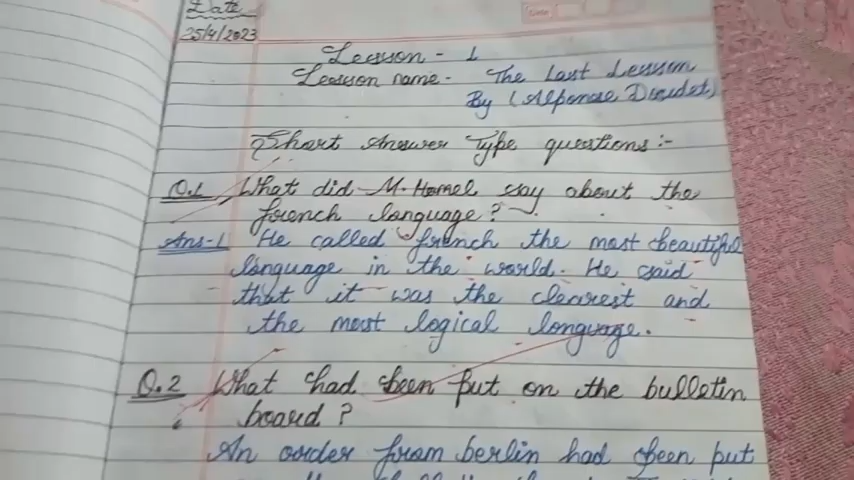 Date
25/4/2023
Lesson - 1
Lesson name - The Last Lesson
By (Alponse Daudet)
Short Answer Type questions :-
Q.1 What did M. Hamel say about the
french language?
Ans-1 He called french the most beautiful
language in the world. He said
that it was the clearest and
the most logical language.
Q.2 What had been put on the bulletin
board?
An order from berlin had been put